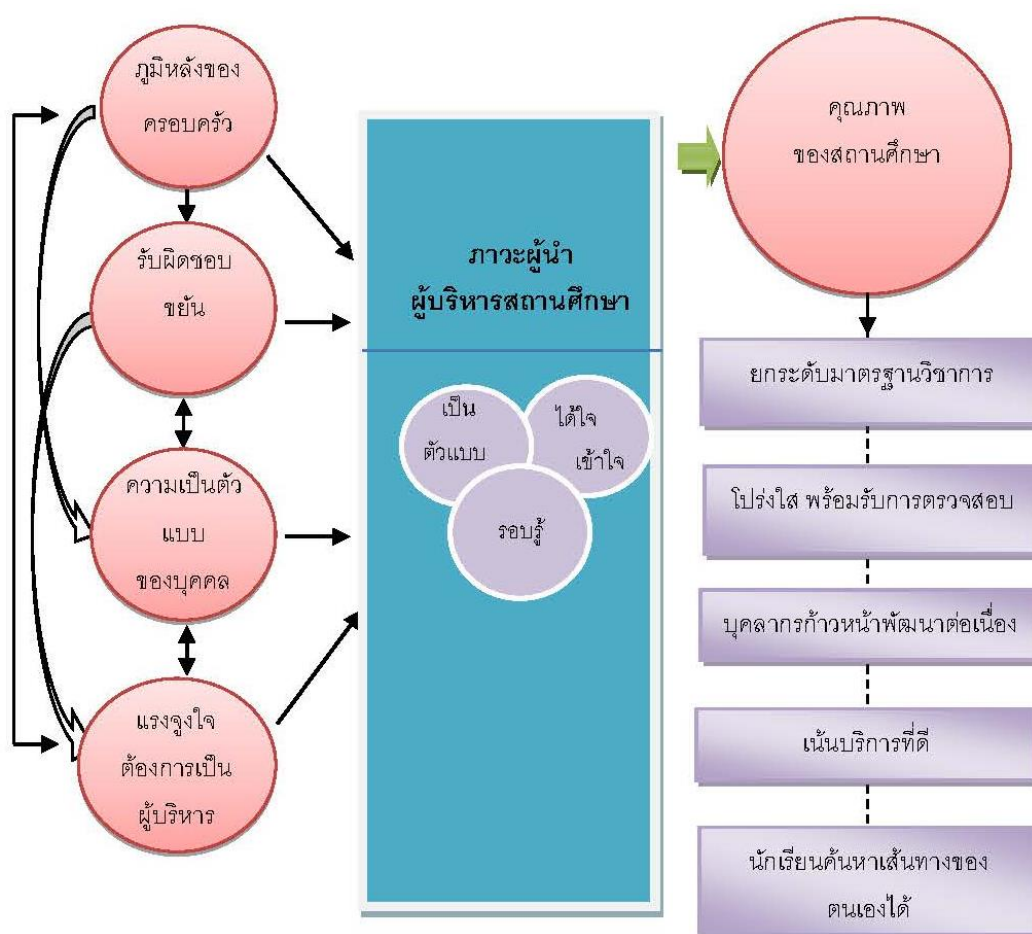 ภูมิหลังของ
ครอบครัว
รับผิดชอบ
ขยัน
ความเป็นตัว
แบบ
ของบุคคล
แรงจูงใจ
ต้องการเป็น
ผู้บริหาร
ภาวะผู้นำ
ผู้บริหารสถานศึกษา
เป็น
ตัวแบบ
ได้ใจ
เข้าใจ
รอบรู้
คุณภาพ
ของสถานศึกษา
ยกระดับมาตรฐานวิชาการ
โปร่งใส พร้อมรับการตรวจสอบ
บุคลากรก้าวหน้าพัฒนาต่อเนื่อง
เน้นบริการที่ดี
นักเรียนค้นหาเส้นทางของ
ตนเองได้